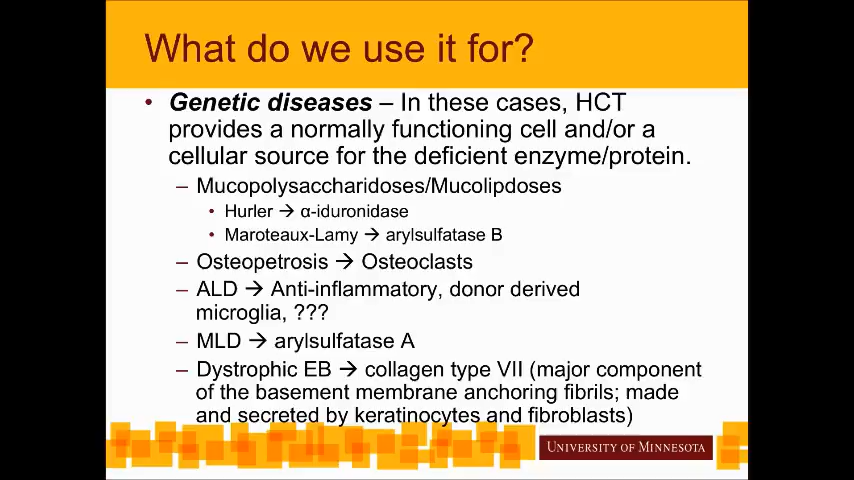 What do we use it for?
• Genetic diseases – In these cases, HCT
provides a normally functioning cell and/or a
cellular source for the deficient enzyme/protein.
– Mucopolysaccharidoses/Mucolipdoses
• Hurler → α-iduronidase
• Maroteaux-Lamy → arylsulfatase B
– Osteopetrosis → Osteoclasts
– ALD → Anti-inflammatory, donor derived
microglia, ???
– MLD → arylsulfatase A
– Dystrophic EB → collagen type VII (major component
of the basement membrane anchoring fibrils; made
and secreted by keratinocytes and fibroblasts)
UNIVERSITY OF MINNESOTA